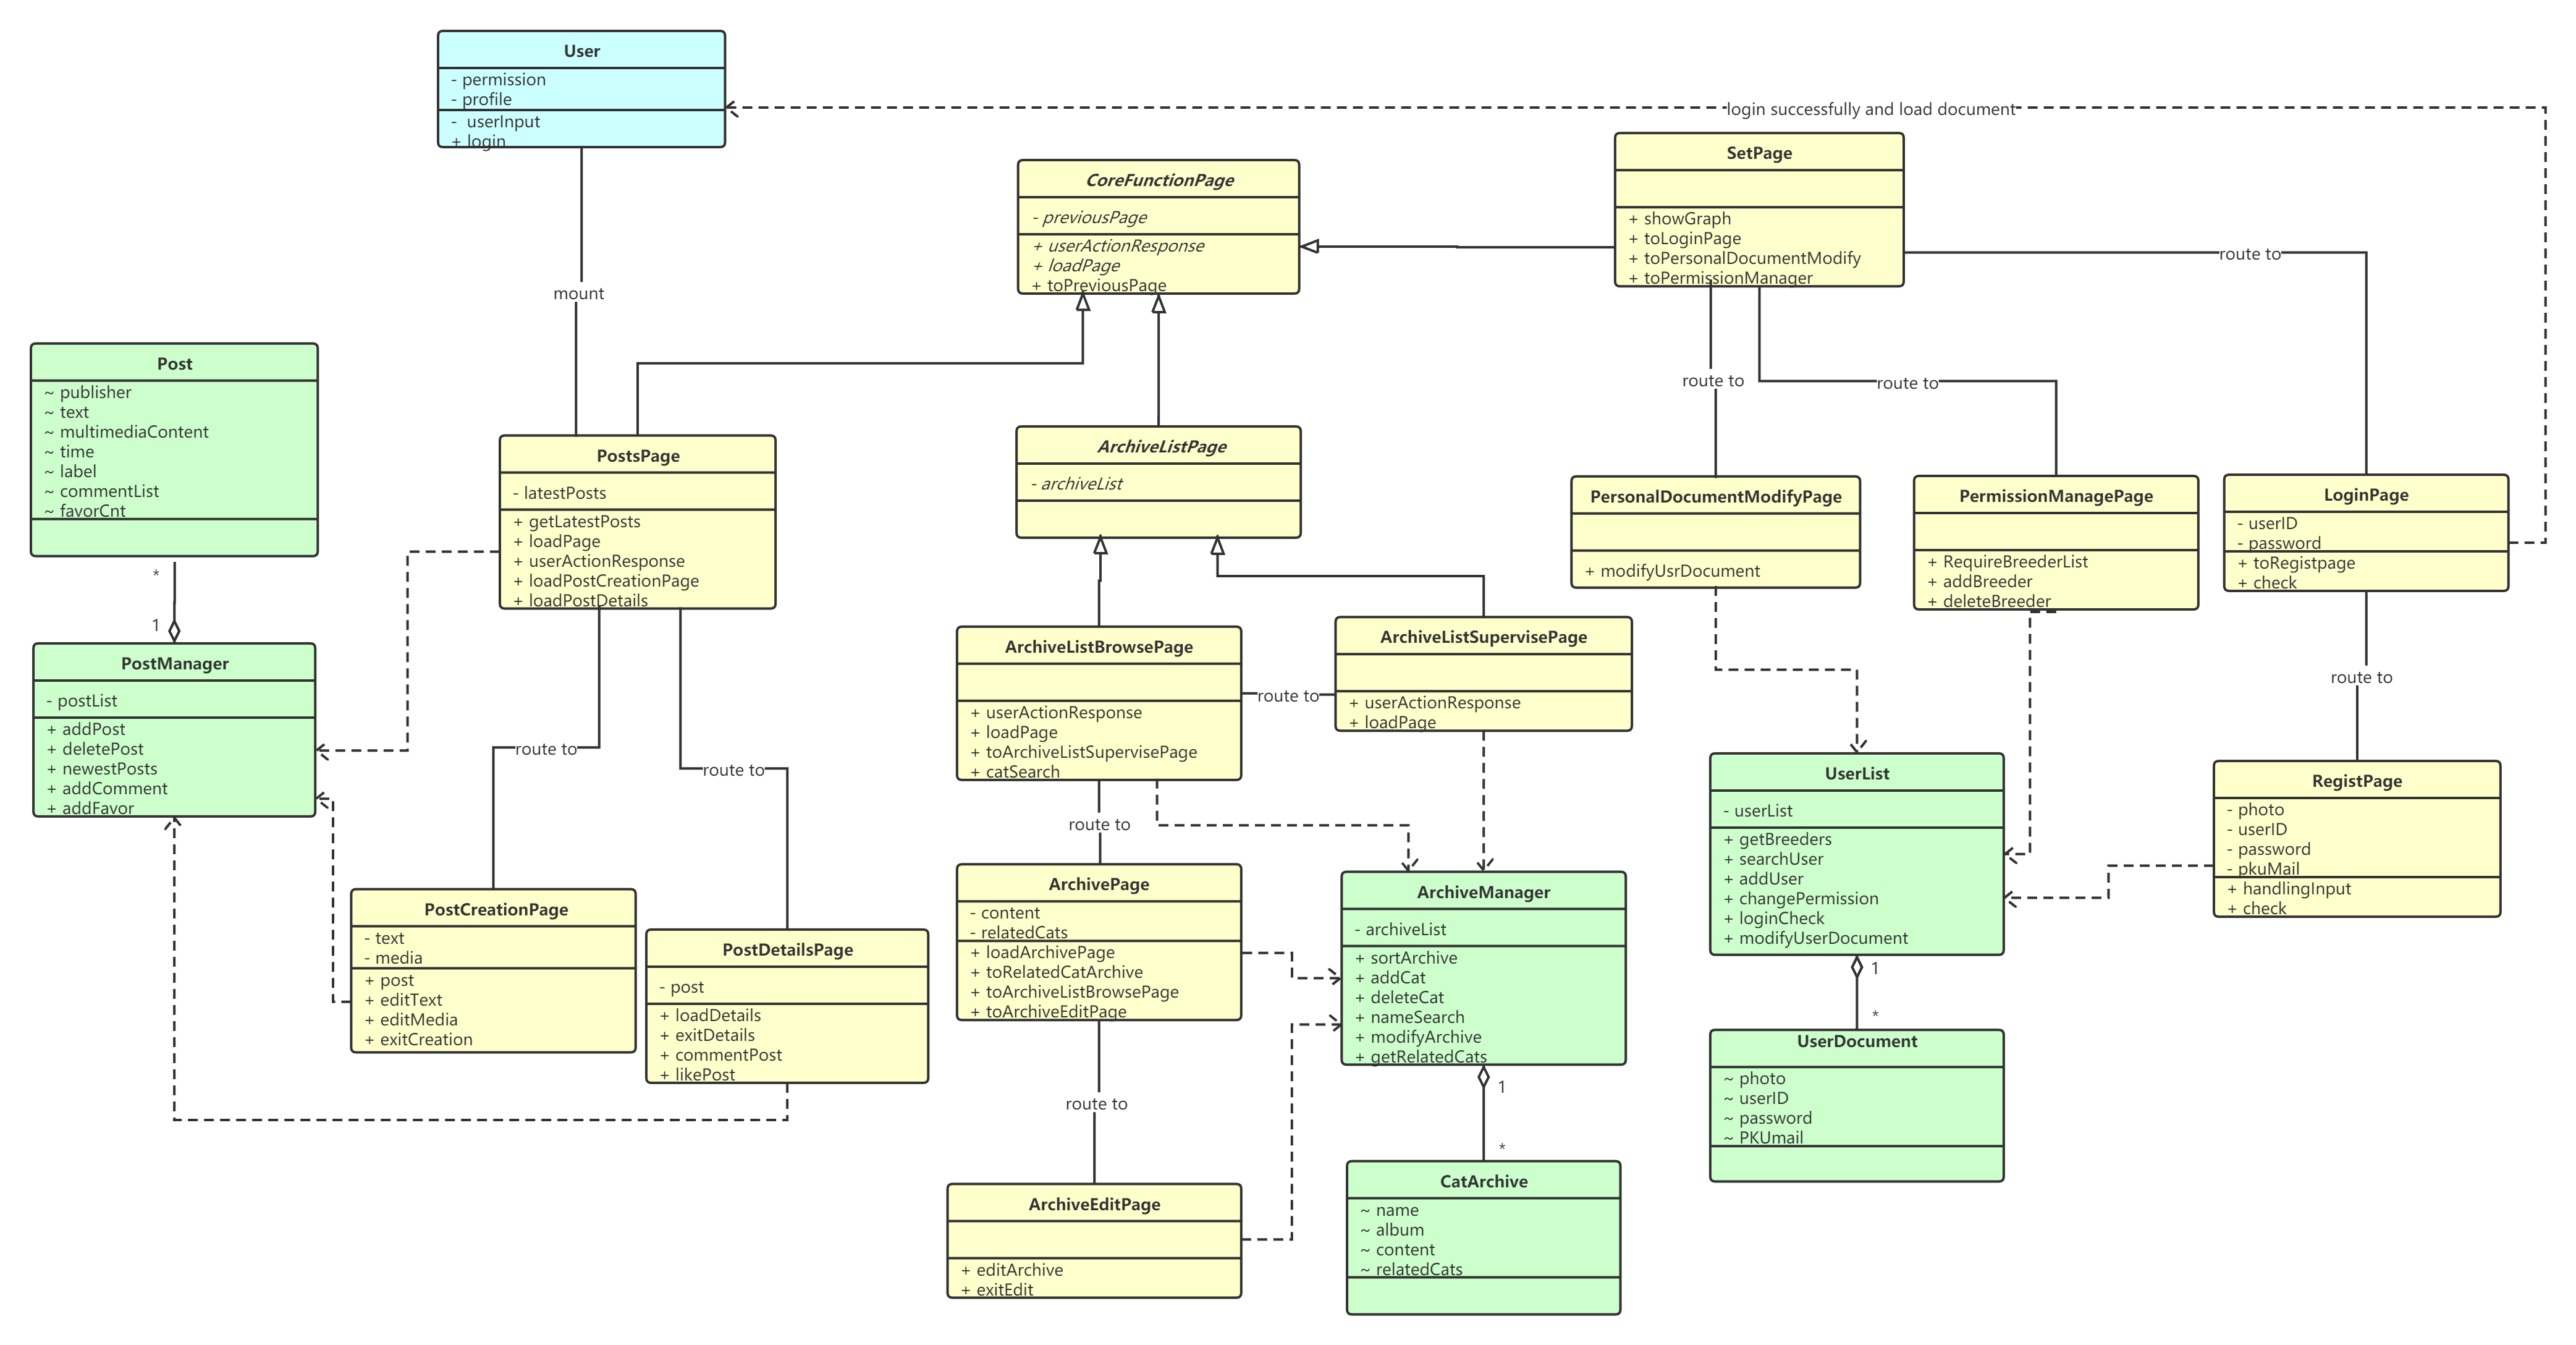 User
- permission
- profile
-  userInput
+ login
login successfully and load document
SetPage
+ showGraph
+ toLoginPage
+ toPersonalDocumentModify
+ toPermissionManager
CoreFunctionPage
- previousPage
+ userActionResponse
+ loadPage
+ toPreviousPage
route to
mount
Post
~ publisher
~ text
~ multimediaContent
~ time
~ label
~ commentList
~ favorCnt
route to
route to
PostsPage
- latestPosts
+ getLatestPosts
+ loadPage
+ userActionResponse
+ loadPostCreationPage
+ loadPostDetails
ArchiveListPage
- archiveList
PersonalDocumentModifyPage
+ modifyUsrDocument
PermissionManagePage
+ RequireBreederList
+ addBreeder
+ deleteBreeder
LoginPage
- userID
- password
+ toRegistpage
+ check
*
1
PostManager
- postList
+ addPost
+ deletePost
+ newestPosts
+ addComment
+ addFavor
route to
route to
ArchiveListBrowsePage
+ userActionResponse
+ loadPage
+ toArchiveListSupervisePage
+ catSearch
route to
ArchiveListSupervisePage
+ userActionResponse
+ loadPage
route to
UserList
- userList
+ getBreeders
+ searchUser
+ addUser
+ changePermission
+ loginCheck
+ modifyUserDocument
RegistPage
- photo
- userID
- password
- pkuMail
+ handlingInput
+ check
route to
PostCreationPage
- text
- media
+ post
+ editText
+ editMedia
+ exitCreation
PostDetailsPage
- post
+ loadDetails
+ exitDetails
+ commentPost
+ likePost
ArchivePage
- content
- relatedCats
+ loadArchivePage
+ toRelatedCatArchive
+ toArchiveListBrowsePage
+ toArchiveEditPage
ArchiveManager
- archiveList
+ sortArchive
+ addCat
+ deleteCat
+ nameSearch
+ modifyArchive
+ getRelatedCats
1
*
UserDocument
~ photo
~ userID
~ password
~ PKUmail
route to
1
*
ArchiveEditPage
+ editArchive
+ exitEdit
CatArchive
~ name
~ album
~ content
~ relatedCats